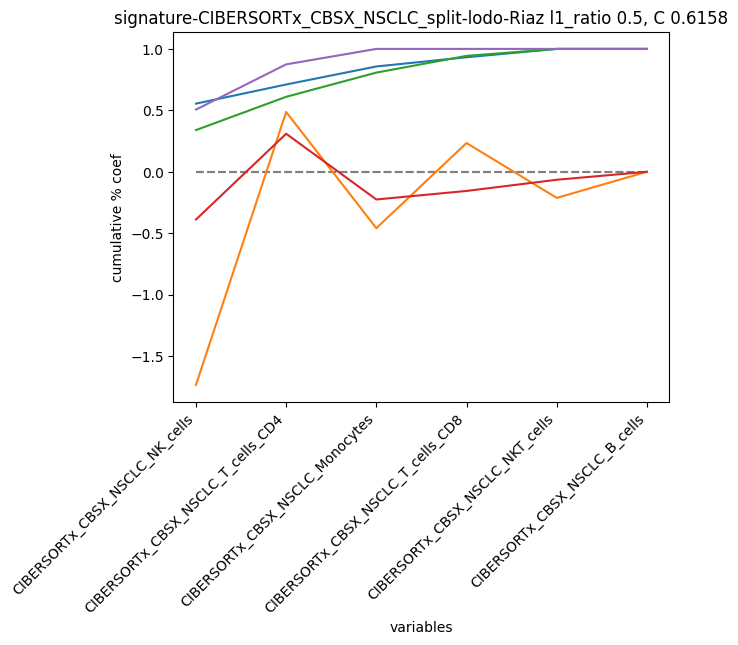 signature-CIBERSORTx_CBSX_NSCLC_split-lodo-Riaz l1_ratio 0.5, C 0.6158
1.0
0.5
0.0
−0.5
−1.0
−1.5
cumulative % coef
CIBERSORTx_CBSX_NSCLC_NK_cells
CIBERSORTx_CBSX_NSCLC_T_cells_CD4
CIBERSORTx_CBSX_NSCLC_Monocytes
CIBERSORTx_CBSX_NSCLC_T_cells_CD8
CIBERSORTx_CBSX_NSCLC_NKT_cells
CIBERSORTx_CBSX_NSCLC_B_cells
variables